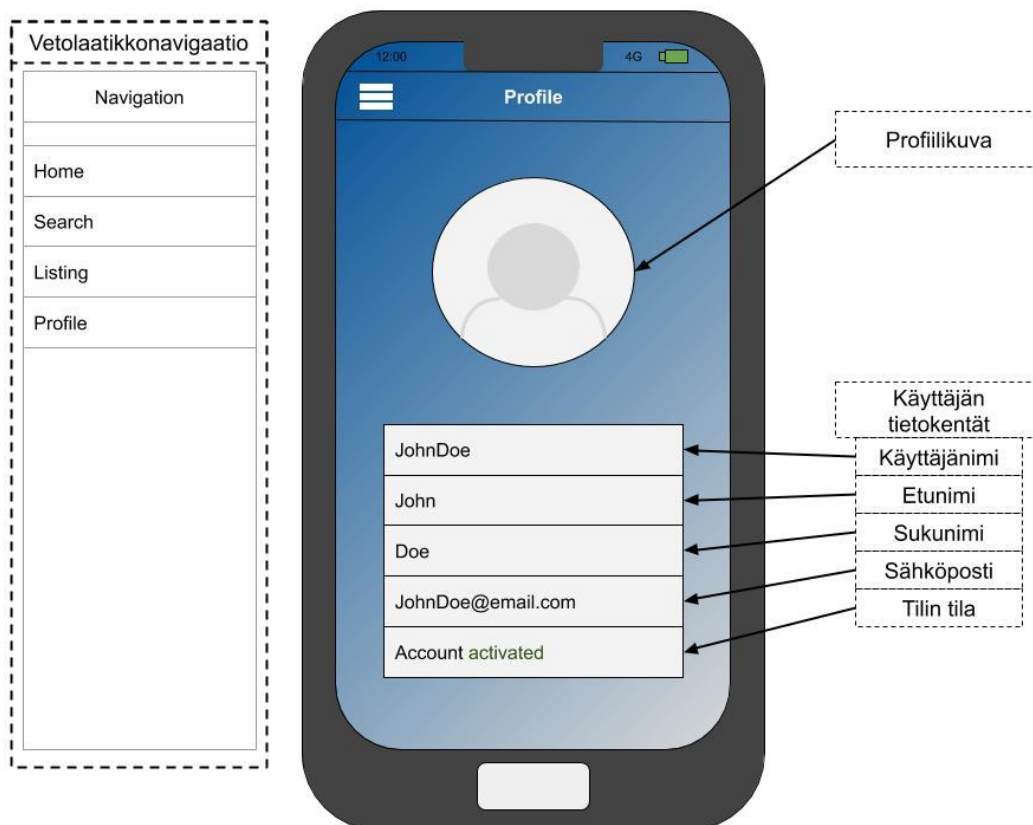 Vetolaatikkonavigaatio
Navigation
Home
Search
Listing
Profile
12:00
4G
Profile
JohnDoe
John
Doe
JohnDoe@email.com
Account activated
Profiilikuva
Käyttäjän
tietokentät
Käyttäjänimi
Etunimi
Sukunimi
Sähköposti
Tilin tila